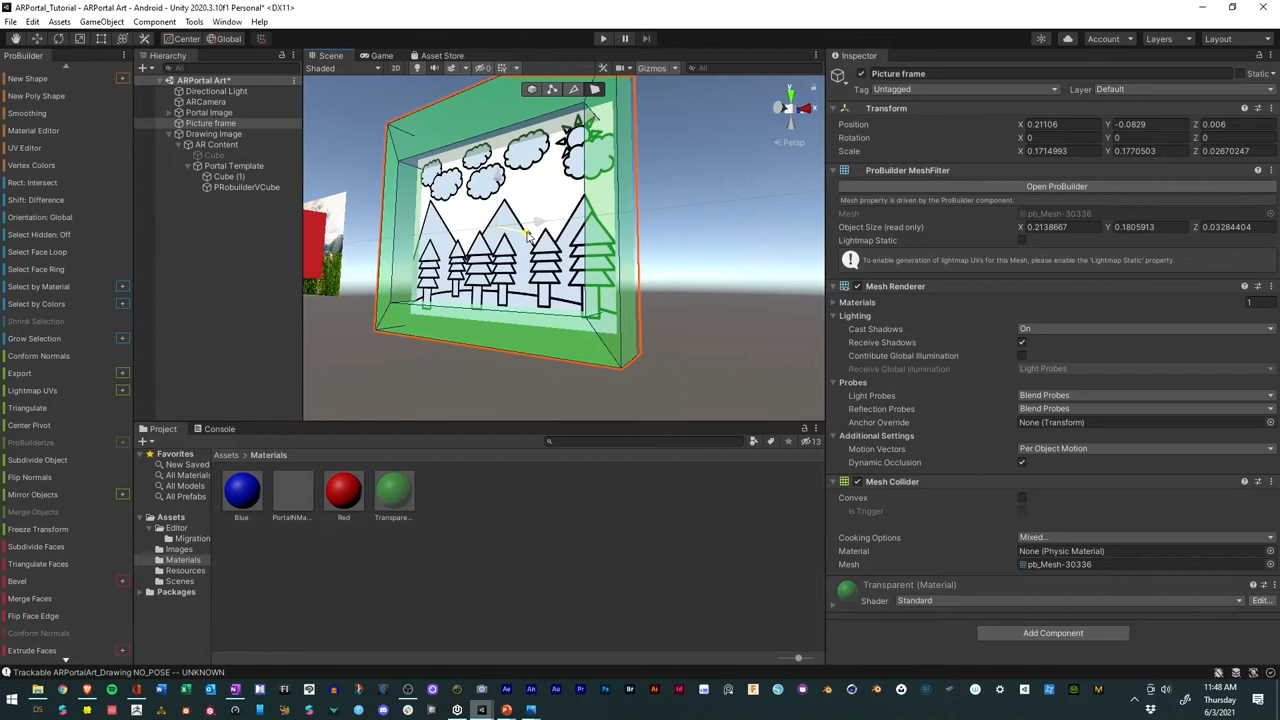 ARPortal_Tutorial - ARPortal Art - Android - Unity 2020.3.10f1 Personal* <DX11>
File Edit Assets GameObject Component Tools Window Help
Center Global Account Layers Layout
ProBuilder
New Shape
New Poly Shape
Smoothing
Material Editor
UV Editor
Vertex Colors
Rect: Intersect
Shift: Difference
Orientation: Global
Select Hidden: Off
Select Face Loop
Select Face Ring
Select by Material
Select by Colors
Shrink Selection
Grow Selection
Conform Normals
Export
Lightmap UVs
Triangulate
Center Pivot
ProBuilderize
Subdivide Object
Flip Normals
Mirror Objects
Merge Objects
Freeze Transform
Subdivide Faces
Triangulate Faces
Bevel
Merge Faces
Flip Face Edge
Conform Normals
Extrude Faces
Hierarchy
All
ARPortal Art*
Directional Light
ARCamera
Portal Image
Picture frame
Drawing Image
AR Content
Cube
Portal Template
Cube (1)
PRobuilderVCube
Scene Game Asset Store
Shaded 2D 0 Gizmos All
y
x
Persp
Project Console
13
Favorites
New Saved
All Materials
All Models
All Prefabs
Assets
Editor
Migration
Images
Materials
Resources
Scenes
Packages
Assets > Materials
Blue PortalNMa... Red Transpare...
Inspector
Picture frame Static
Tag Untagged Layer Default
Transform
Position X 0.21106 Y -0.0829 Z 0.006
Rotation X 0 Y 0 Z 0
Scale X 0.1714993 Y 0.1770503 Z 0.02670247
ProBuilder MeshFilter
Open ProBuilder
Mesh property is driven by the ProBuilder component.
Mesh pb_Mesh-30336
Object Size (read only) X 0.2138667 Y 0.1805913 Z 0.03284404
Lightmap Static
To enable generation of lightmap UVs for this Mesh, please enable the 'Lightmap Static' property.
Mesh Renderer
Materials 1
Lighting
Cast Shadows On
Receive Shadows
Contribute Global Illumination
Receive Global Illumination Light Probes
Probes
Light Probes Blend Probes
Reflection Probes Blend Probes
Anchor Override None (Transform)
Additional Settings
Motion Vectors Per Object Motion
Dynamic Occlusion
Mesh Collider
Convex
Is Trigger
Cooking Options Mixed...
Material None (Physic Material)
Mesh pb_Mesh-30336
Transparent (Material)
Shader Standard Edit...
Add Component
Trackable ARPortalArt_Drawing NO_POSE -- UNKNOWN
11:48 AM
Thursday
6/3/2021